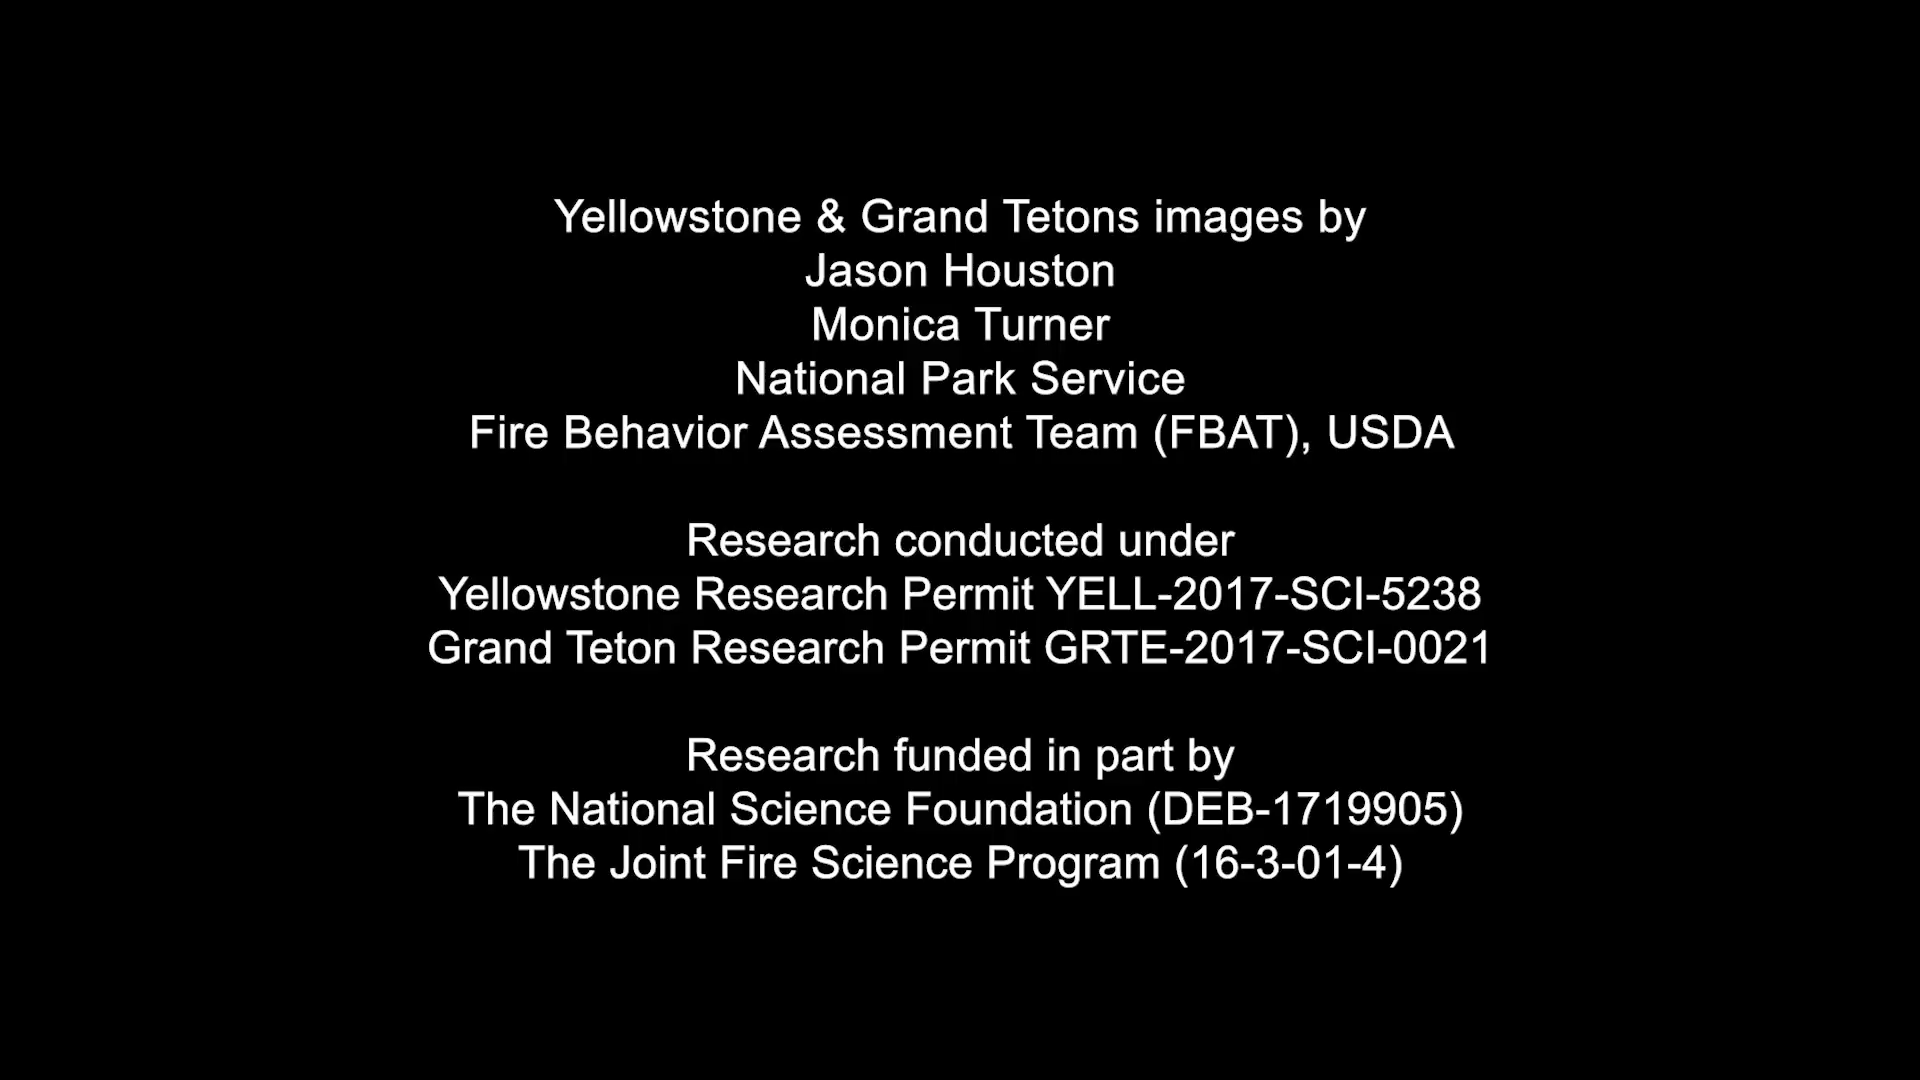 Yellowstone & Grand Tetons images by
Jason Houston
Monica Turner
National Park Service
Fire Behavior Assessment Team (FBAT), USDA
Research conducted under
Yellowstone Research Permit YELL-2017-SCI-5238
Grand Teton Research Permit GRTE-2017-SCI-0021
Research funded in part by
The National Science Foundation (DEB-1719905)
The Joint Fire Science Program (16-3-01-4)